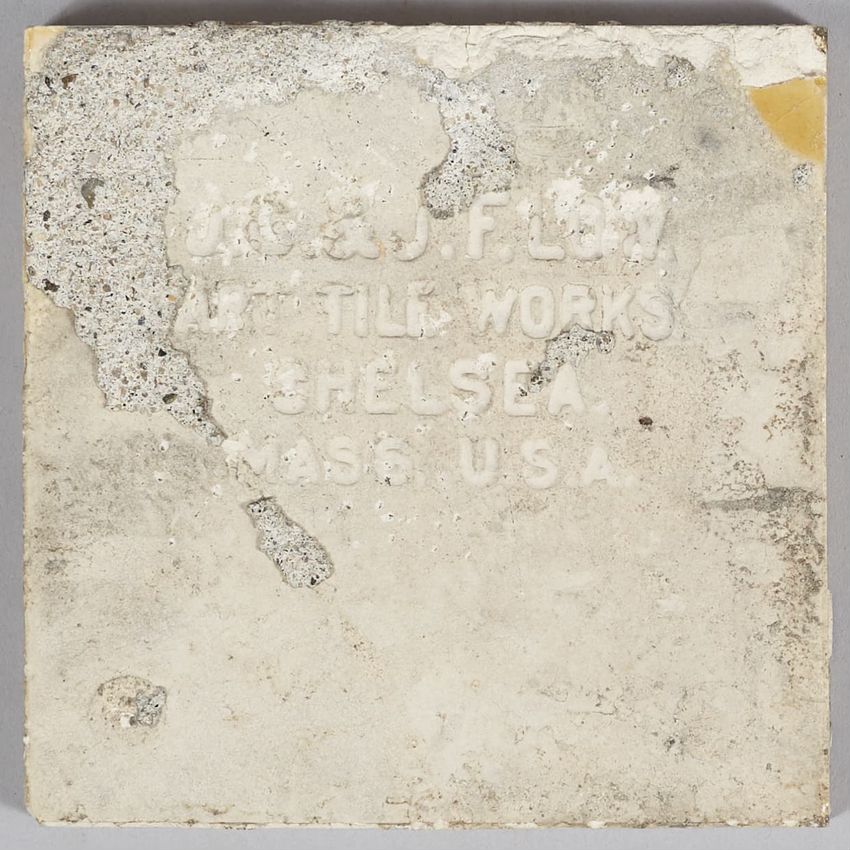 J.G. & J.F. LOW.
ART TILE WORKS
CHELSEA.
MASS. U.S.A.